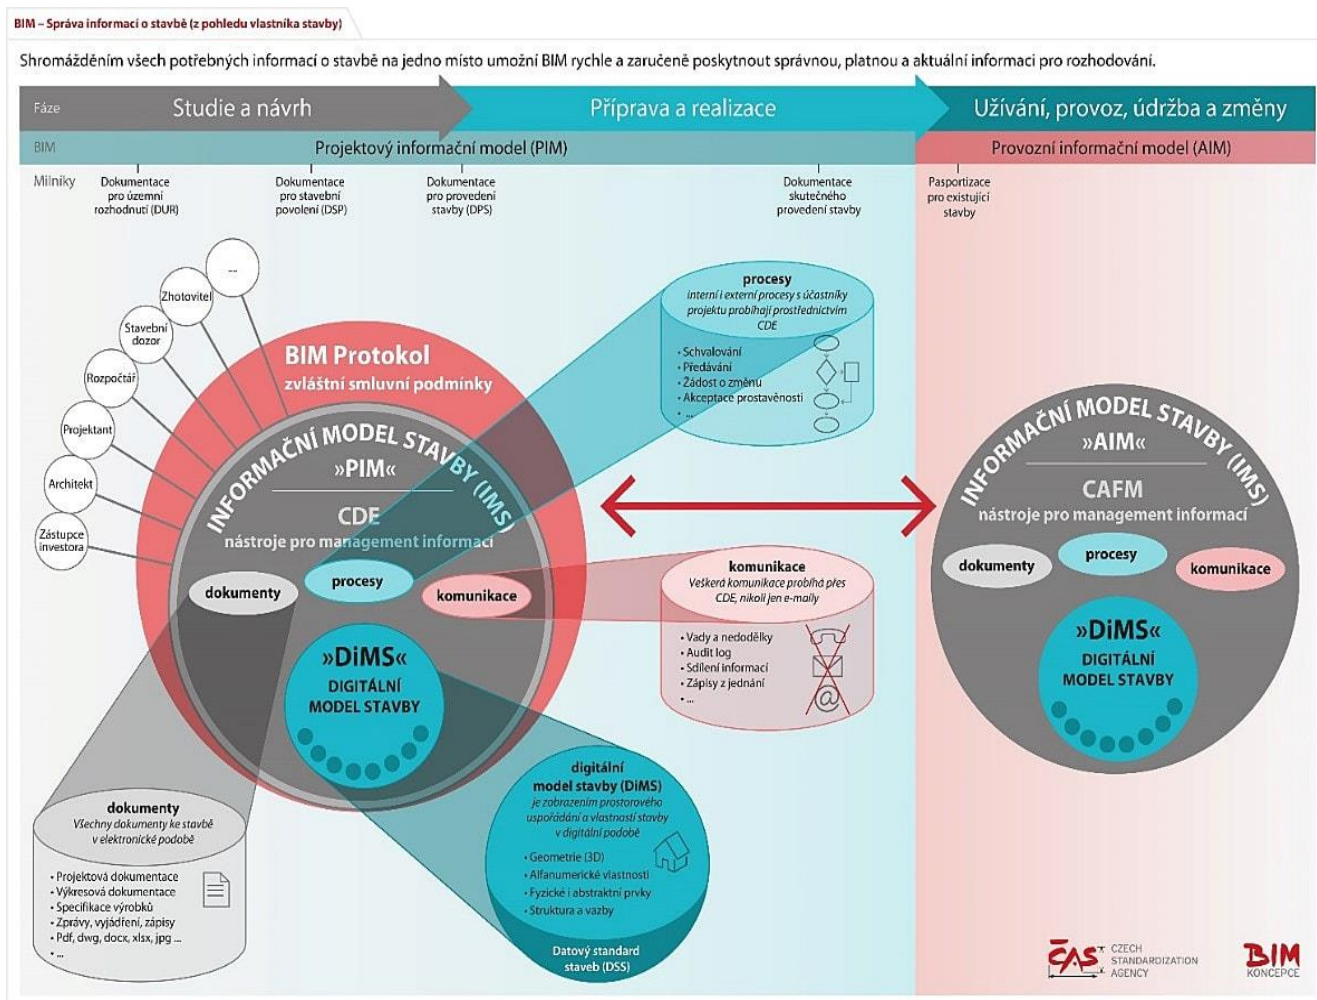 BIM – Správa informací o stavbě (z pohledu vlastníka stavby)
Shromážděním všech potřebných informací o stavbě na jedno místo umožní BIM rychle a zaručeně poskytnout správnou, platnou a aktuální informaci pro rozhodování.
Fáze
Studie a návrh
Příprava a realizace
Užívání, provoz, údržba a změny
BIM
Projektový informační model (PIM)
Provozní informační model (AIM)
Milníky
Dokumentace
pro územní
rozhodnutí (DUR)
Dokumentace
pro stavební
povolení (DSP)
Dokumentace
pro provedení
stavby (DPS)
Dokumentace
skutečného
provedení stavby
Pasportizace
pro existující
stavby
...
Zhotovitel
Stavební
dozor
Rozpočtář
Projektant
Architekt
Zástupce
investora
BIM Protokol
zvláštní smluvní podmínky
INFORMAČNÍ MODEL STAVBY (IMS)
»PIM«
CDE
nástroje pro management informací
dokumenty
procesy
komunikace
»DiMS«
DIGITÁLNÍ
MODEL STAVBY
procesy
interní i externí procesy s účastníky
projektu probíhají prostřednictvím
CDE
• Schvalování
• Předávání
• Žádost o změnu
• Akceptace prostavěnosti
• ...
komunikace
Veškerá komunikace probíhá přes
CDE, nikoli jen e-maily
• Vady a nedodělky
• Audit log
• Sdílení informací
• Zápisy z jednání
• ...
@
INFORMAČNÍ MODEL STAVBY (IMS)
»AIM«
CAFM
nástroje pro management informací
dokumenty
procesy
komunikace
»DiMS«
DIGITÁLNÍ
MODEL STAVBY
dokumenty
Všechny dokumenty ke stavbě
v elektronické podobě
• Projektová dokumentace
• Výkresová dokumentace
• Specifikace výrobků
• Zprávy, vyjádření, zápisy
• Pdf, dwg, docx, xlsx, jpg ...
• ...
digitální
model stavby (DiMS)
je zobrazením prostorového
uspořádání a vlastností stavby
v digitální podobě
• Geometrie (3D)
• Alfanumerické vlastnosti
• Fyzické i abstraktní prvky
• Struktura a vazby
Datový standard
staveb (DSS)
ČAS
CZECH
STANDARDIZATION
AGENCY
BIM
KONCEPCE